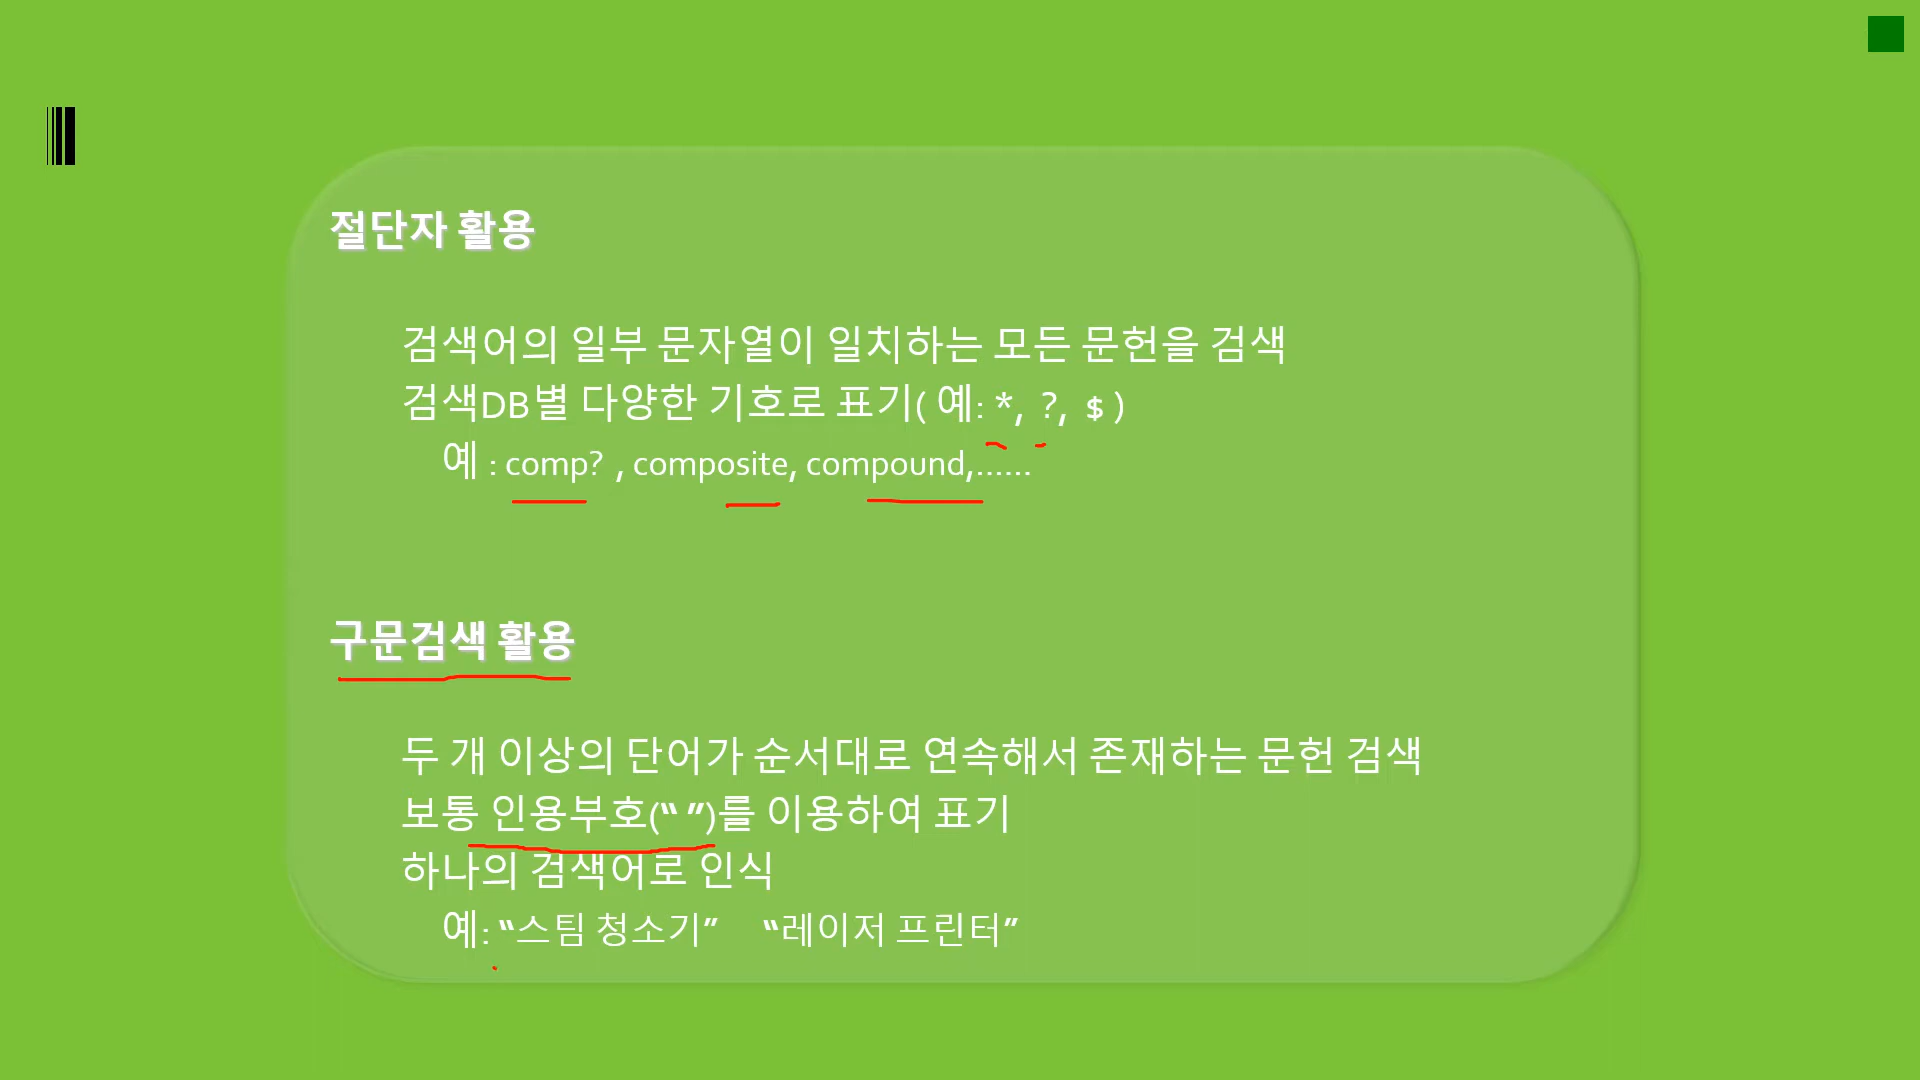 절단자 활용
검색어의 일부 문자열이 일치하는 모든 문헌을 검색
검색DB별 다양한 기호로 표기( 예: *, ?, $ )
예 : comp? , composite, compound,......
구문검색 활용
두 개 이상의 단어가 순서대로 연속해서 존재하는 문헌 검색
보통 인용부호(“ ”)를 이용하여 표기
하나의 검색어로 인식
예: “스팀 청소기” “레이저 프린터”